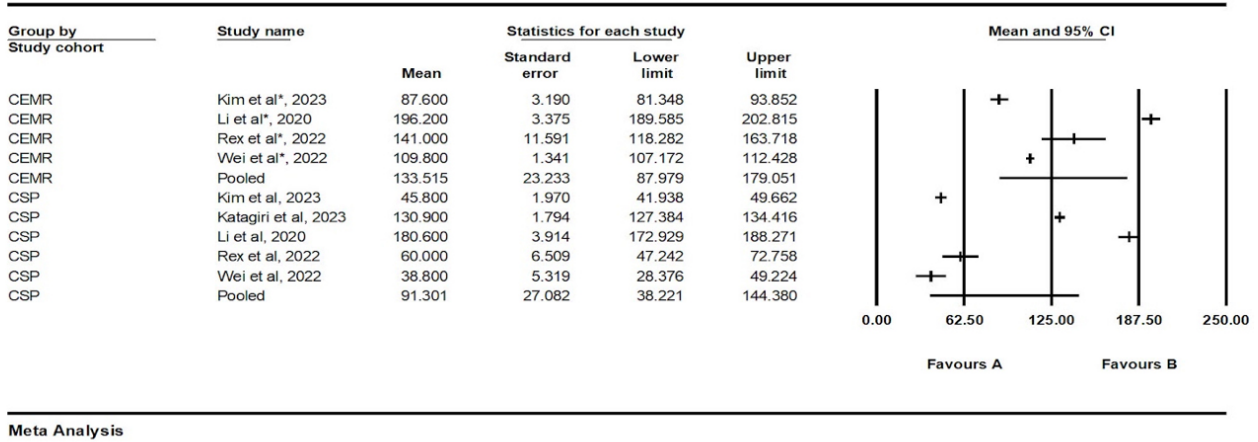 Group by Study name Statistics for each study Mean and 95% CI
Study cohort
Mean Standard error Lower limit Upper limit
CEMR Kim et al*, 2023 87.600 3.190 81.348 93.852
CEMR Li et al*, 2020 196.200 3.375 189.585 202.815
CEMR Rex et al*, 2022 141.000 11.591 118.282 163.718
CEMR Wei et al*, 2022 109.800 1.341 107.172 112.428
CEMR Pooled 133.515 23.233 87.979 179.051
CSP Kim et al, 2023 45.800 1.970 41.938 49.662
CSP Katagiri et al, 2023 130.900 1.794 127.384 134.416
CSP Li et al, 2020 180.600 3.914 172.929 188.271
CSP Rex et al, 2022 60.000 6.509 47.242 72.758
CSP Wei et al, 2022 38.800 5.319 28.376 49.224
CSP Pooled 91.301 27.082 38.221 144.380
0.00 62.50 125.00 187.50 250.00
Favours A Favours B
Meta Analysis